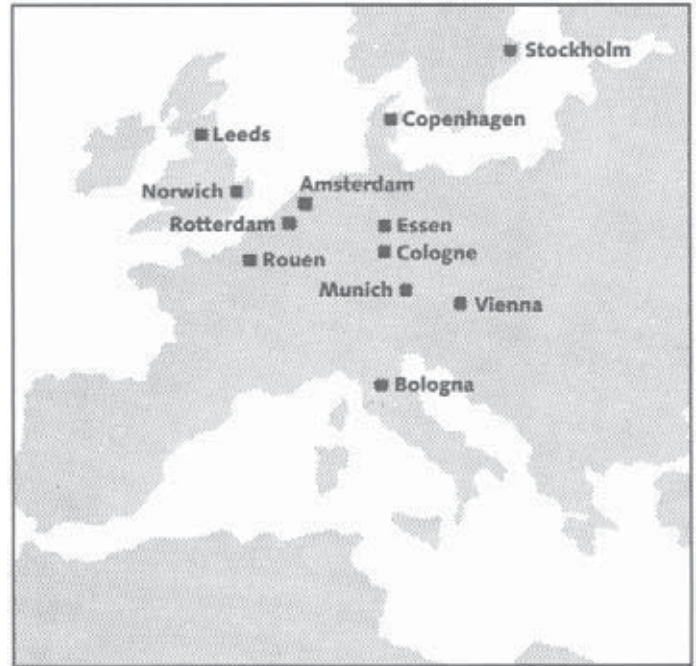 Stockholm
Copenhagen
Leeds
Amsterdam
Norwich
Rotterdam
Essen
Cologne
Rouen
Munich
Vienna
Bologna